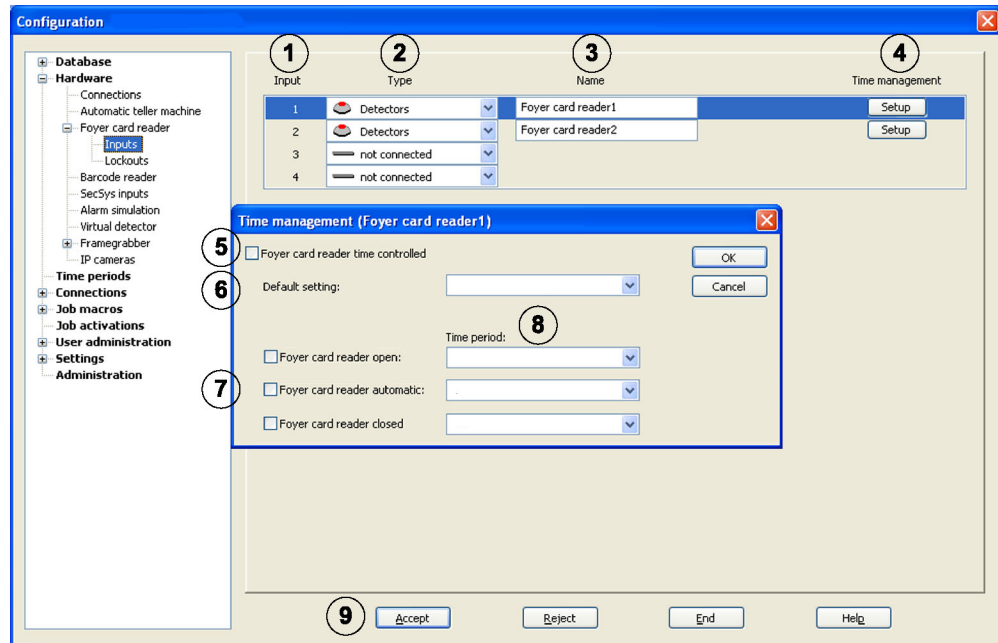 Configuration
1 2 3 4
Input Type Name Time management
1 Detectors Foyer card reader1 Setup
2 Detectors Foyer card reader2 Setup
3 not connected
4 not connected
Database
Hardware
Connections
Automatic teller machine
Foyer card reader
Inputs
Lockouts
Barcode reader
SecSys inputs
Alarm simulation
Virtual detector
Framegrabber
IP cameras
Time periods
Connections
Job macros
Job activations
User administration
Settings
Administration
Time management (Foyer card reader1)
5 Foyer card reader time controlled OK
6 Default setting: Cancel
8
Time period:
Foyer card reader open:
7 Foyer card reader automatic:
Foyer card reader closed
9 Accept Reject End Help